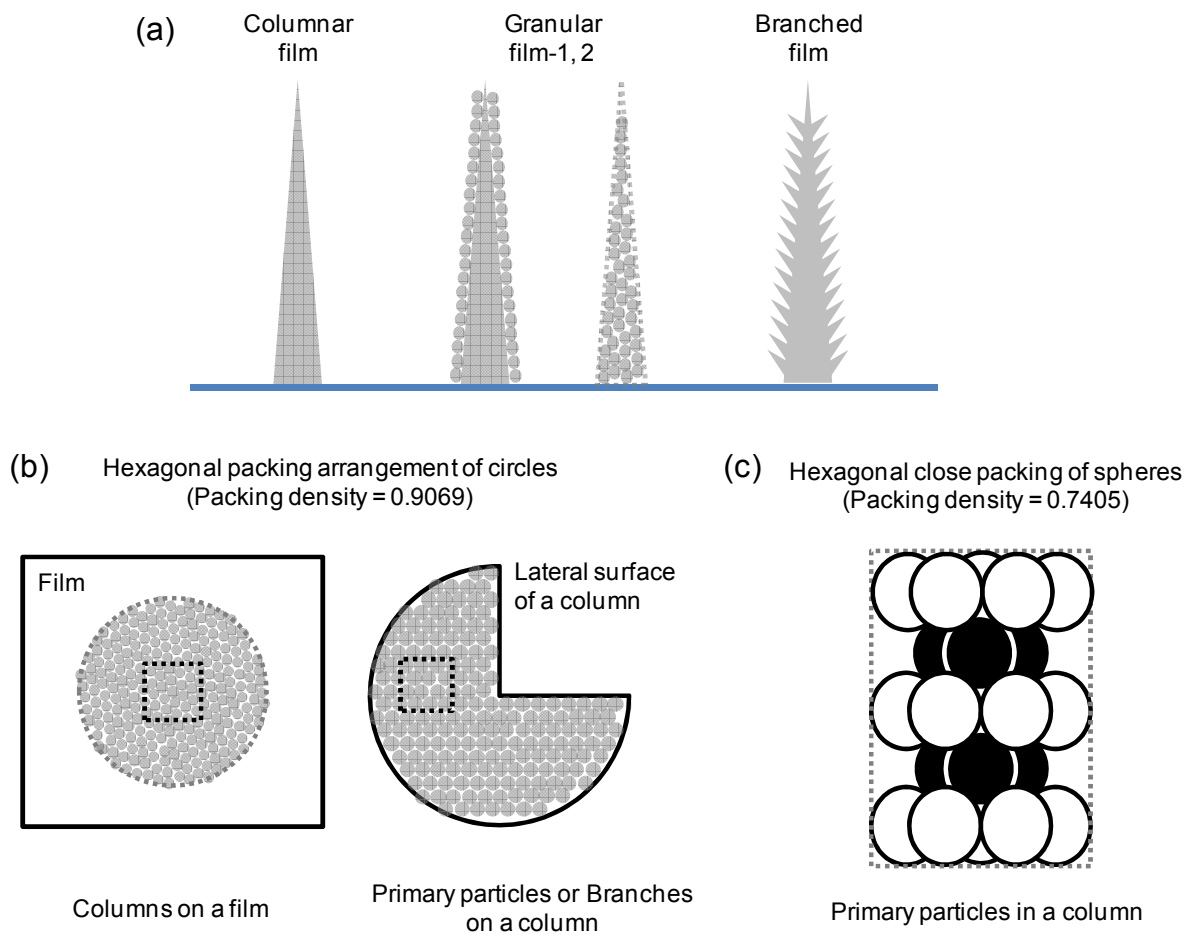 (a)
Columnar
film
Granular
film-1, 2
Branched
film
(b)
Hexagonal packing arrangement of circles
(Packing density = 0.9069)
(c)
Hexagonal close packing of spheres
(Packing density = 0.7405)
Film
Lateral surface
of a column
Columns on a film
Primary particles or Branches
on a column
Primary particles in a column